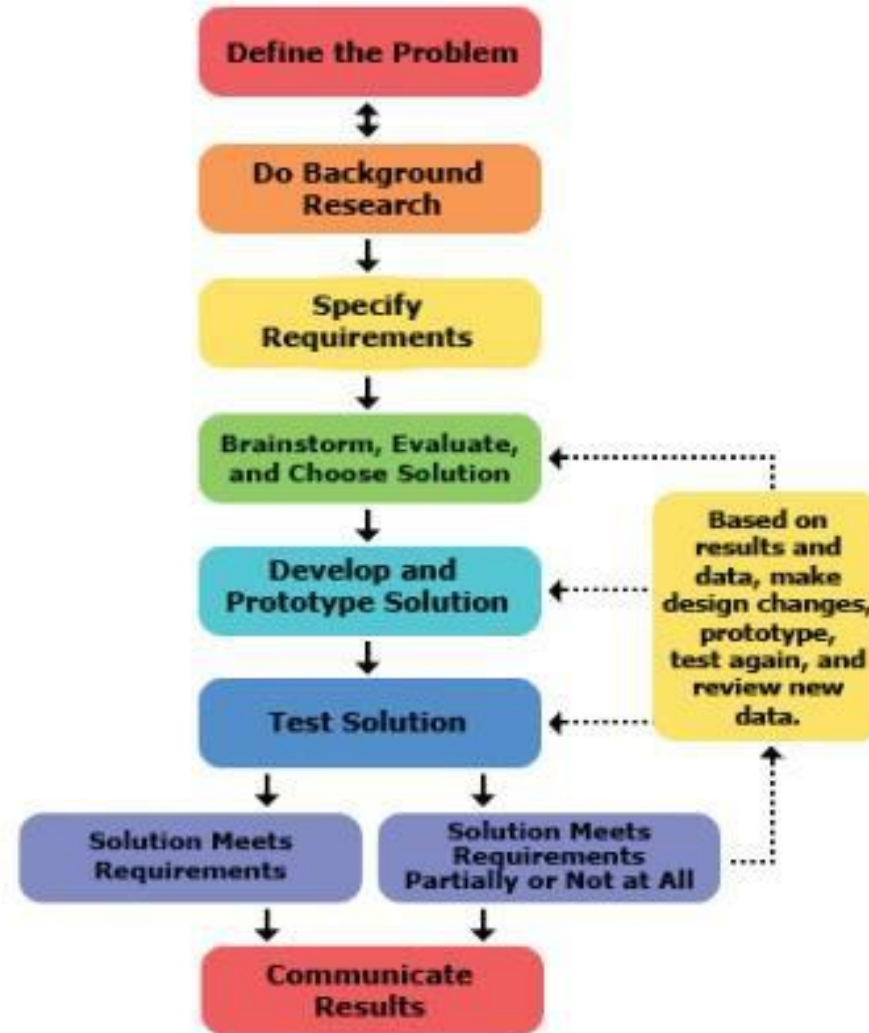 Define the Problem
Do Background
Research
Specify
Requirements
Brainstorm, Evaluate,
and Choose Solution
Develop and
Prototype Solution
Test Solution
Based on
results and
data, make
design changes,
prototype,
test again, and
review new
data.
Solution Meets
Requirements
Solution Meets
Requirements
Partially or Not at All
Communicate
Results